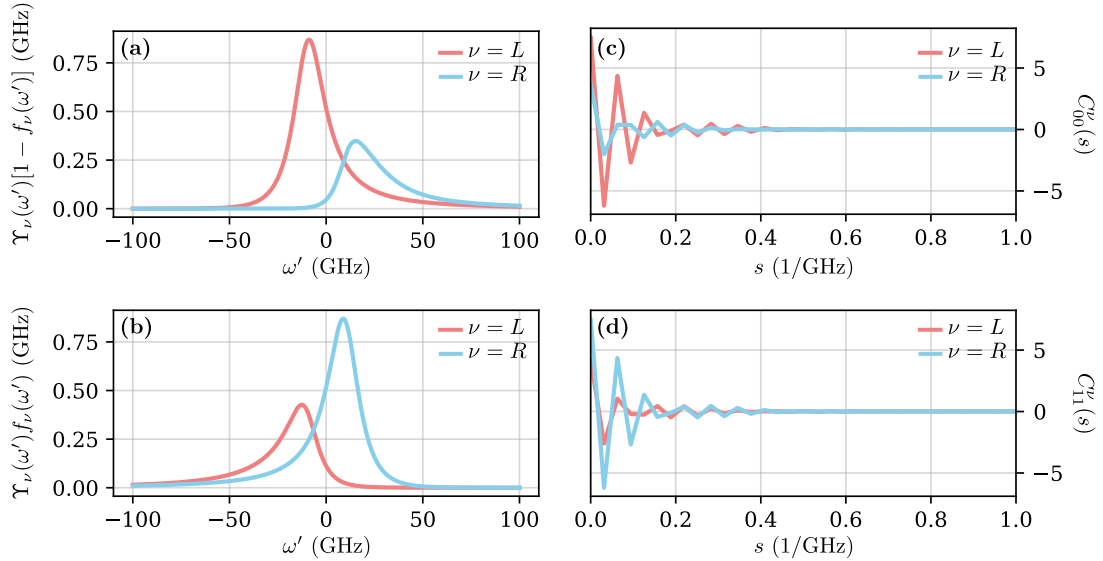 (a)
Υ_ν(ω′)[1 − f_ν(ω′)] (GHz)
0.75
0.50
0.25
0.00
ν = L
ν = R
−100 −50 0 50 100
ω′ (GHz)
(c)
ν = L
ν = R
5
0
−5
C^ν_00(s)
0.0 0.2 0.4 0.6 0.8 1.0
s (1/GHz)
(b)
Υ_ν(ω′)f_ν(ω′) (GHz)
0.75
0.50
0.25
0.00
ν = L
ν = R
−100 −50 0 50 100
ω′ (GHz)
(d)
ν = L
ν = R
5
0
−5
C^ν_11(s)
0.0 0.2 0.4 0.6 0.8 1.0
s (1/GHz)